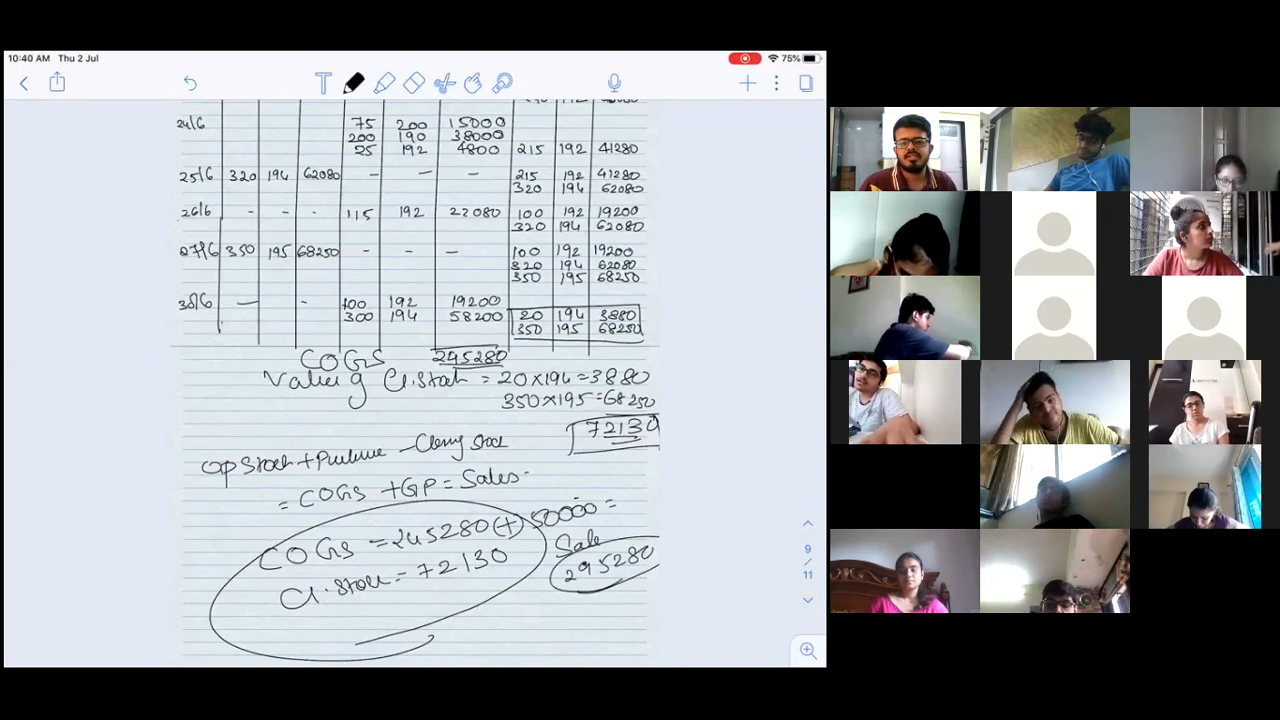 10:40 AM Thu 2 Jul 75%
T
24/6 75 200 15000
200 190 38000
25 192 4800 215 192 41280
25/6 320 194 62080 - - - 215 192 41280
320 194 62080
26/6 - - - 115 192 22080 100 192 19200
320 194 62080
27/6 350 195 68250 - - - 100 192 19200
320 194 62080
350 195 68250
30/6 - - 100 192 19200
300 194 58200 20 194 3880
350 195 68250
COGS 245280
Value of Cl.Stock = 20×194=3880
350×195=68250
72130
Op Stock + Purchase - Closing Stock
= COGS + GP = Sales
COGS = 245280 (+) 50000 =
Sale
295280
Cl.Stock = 72130
9
/
11